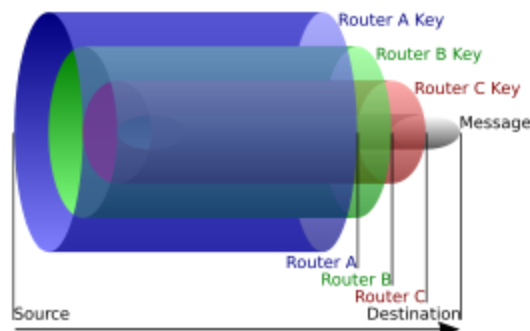 Router A Key
Router B Key
Router C Key
Message
Router A
Router B
Router C
Source
Destination